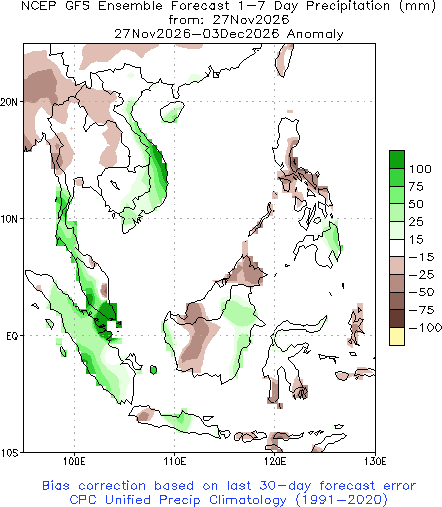 NCEP GFS Ensemble Forecast 1-7 Day Precipitation (mm)
from: 27Nov2026
27Nov2026-03Dec2026 Anomaly
20N
10N
EQ
10S
100E
110E
120E
130E
100
75
50
25
15
-15
-25
-50
-75
-100
Bias correction based on last 30-day forecast error
CPC Unified Precip Climatology (1991-2020)